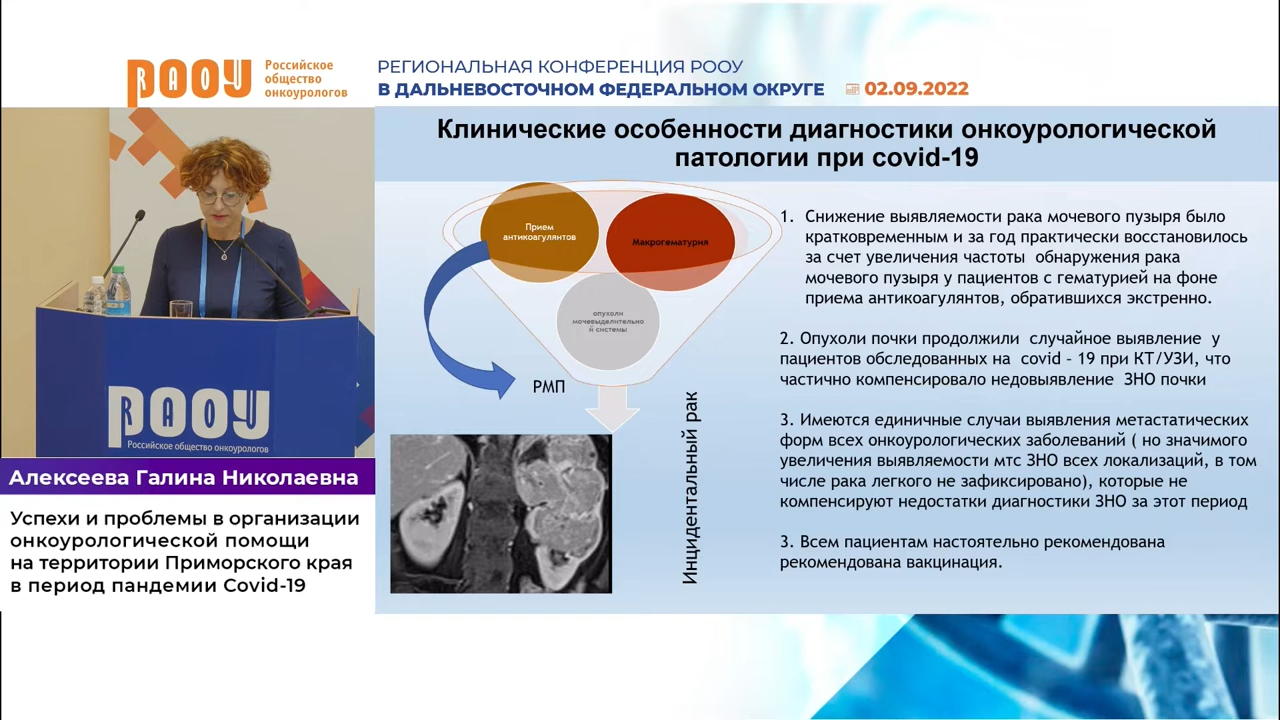 РООУ
Российское
общество
онкоурологов
РЕГИОНАЛЬНАЯ КОНФЕРЕНЦИЯ РООУ
В ДАЛЬНЕВОСТОЧНОМ ФЕДЕРАЛЬНОМ ОКРУГЕ 02.09.2022
Клинические особенности диагностики онкоурологической
патологии при covid-19
Прием
антикоагулянтов
Макрогематурия
опухоли
мочевыделительно
й системы
РМП
Инцидентальный рак
1. Снижение выявляемости рака мочевого пузыря было
кратковременным и за год практически восстановилось
за счет увеличения частоты обнаружения рака
мочевого пузыря у пациентов с гематурией на фоне
приема антикоагулянтов, обратившихся экстренно.
2. Опухоли почки продолжили случайное выявление у
пациентов обследованных на covid – 19 при КТ/УЗИ, что
частично компенсировало недовыявление ЗНО почки
3. Имеются единичные случаи выявления метастатических
форм всех онкоурологических заболеваний ( но значимого
увеличения выявляемости мтс ЗНО всех локализаций, в том
числе рака легкого не зафиксировано), которые не
компенсируют недостатки диагностики ЗНО за этот период
3. Всем пациентам настоятельно рекомендована
рекомендована вакцинация.
РООУ
Российское общество онкоурологов
Алексеева Галина Николаевна
Успехи и проблемы в организации
онкоурологической помощи
на территории Приморского края
в период пандемии Covid-19